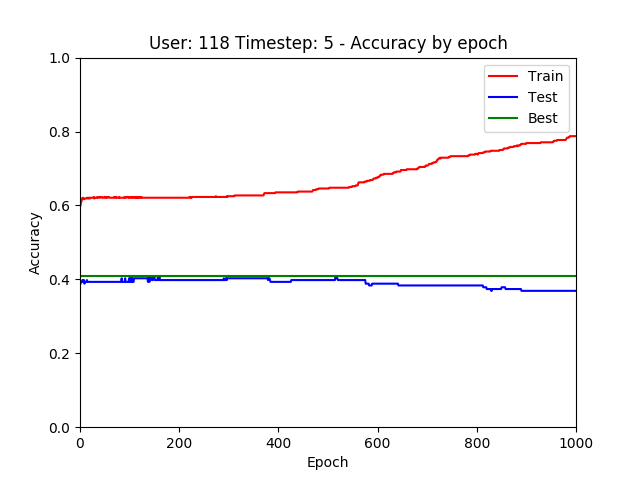 User: 118 Timestep: 5 - Accuracy by epoch
1.0
0.8
0.6
0.4
0.2
0.0
Accuracy
Train
Test
Best
0 200 400 600 800 1000
Epoch